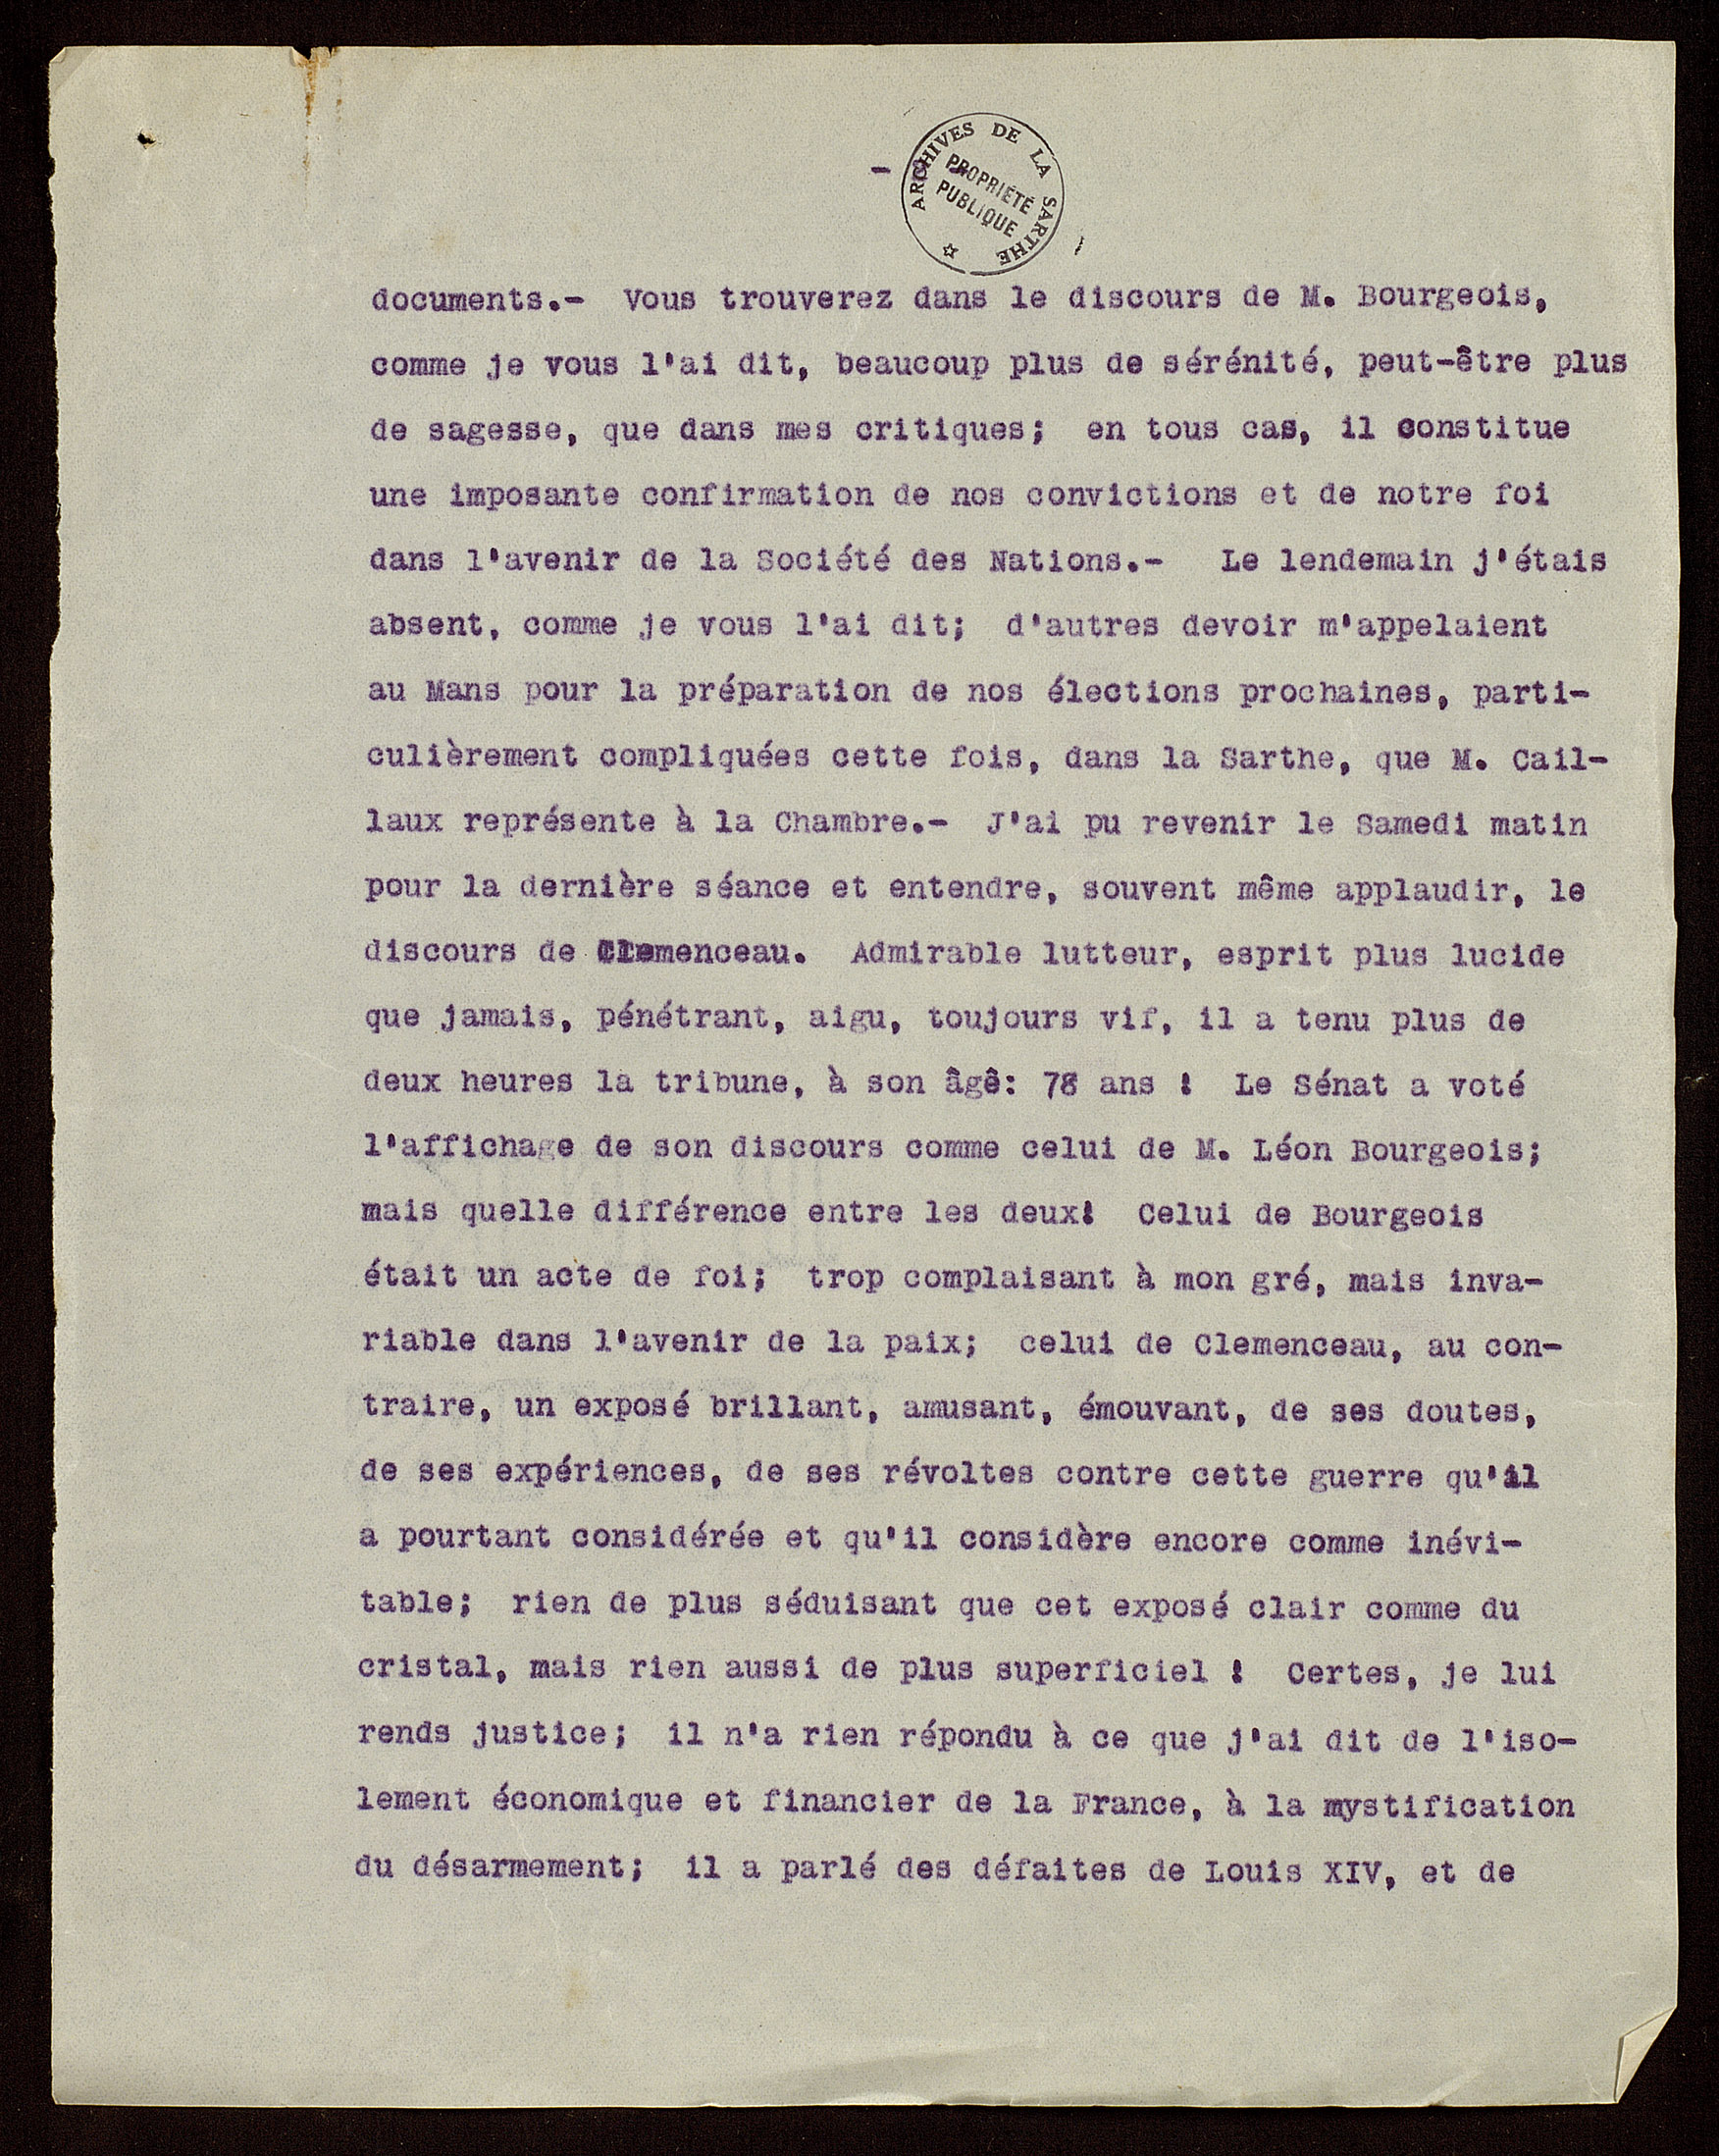 ARCHIVES DE LA SARTHE
PROPRIÉTÉ
PUBLIQUE
documents.- Vous trouverez dans le discours de M. Bourgeois,
comme je vous l'ai dit, beaucoup plus de sérénité, peut-être plus
de sagesse, que dans mes critiques; en tous cas, il constitue
une imposante confirmation de nos convictions et de notre foi
dans l'avenir de la Société des Nations.- Le lendemain j'étais
absent, comme je vous l'ai dit; d'autres devoir m'appelaient
au Mans pour la préparation de nos élections prochaines, parti-
culièrement compliquées cette fois, dans la Sarthe, que M. Cail-
laux représente à la Chambre.- J'ai pu revenir le Samedi matin
pour la dernière séance et entendre, souvent même applaudir, le
discours de Clemenceau. Admirable lutteur, esprit plus lucide
que jamais, pénétrant, aigu, toujours vif, il a tenu plus de
deux heures la tribune, à son âgê: 78 ans ! Le Sénat a voté
l'affichage de son discours comme celui de M. Léon Bourgeois;
mais quelle différence entre les deux! Celui de Bourgeois
était un acte de foi; trop complaisant à mon gré, mais inva-
riable dans l'avenir de la paix; celui de Clemenceau, au con-
traire, un exposé brillant, amusant, émouvant, de ses doutes,
de ses expériences, de ses révoltes contre cette guerre qu'il
a pourtant considérée et qu'il considère encore comme inévi-
table; rien de plus séduisant que cet exposé clair comme du
cristal, mais rien aussi de plus superficiel ! Certes, je lui
rends justice; il n'a rien répondu à ce que j'ai dit de l'iso-
lement économique et financier de la France, à la mystification
du désarmement; il a parlé des défaites de Louis XIV, et de